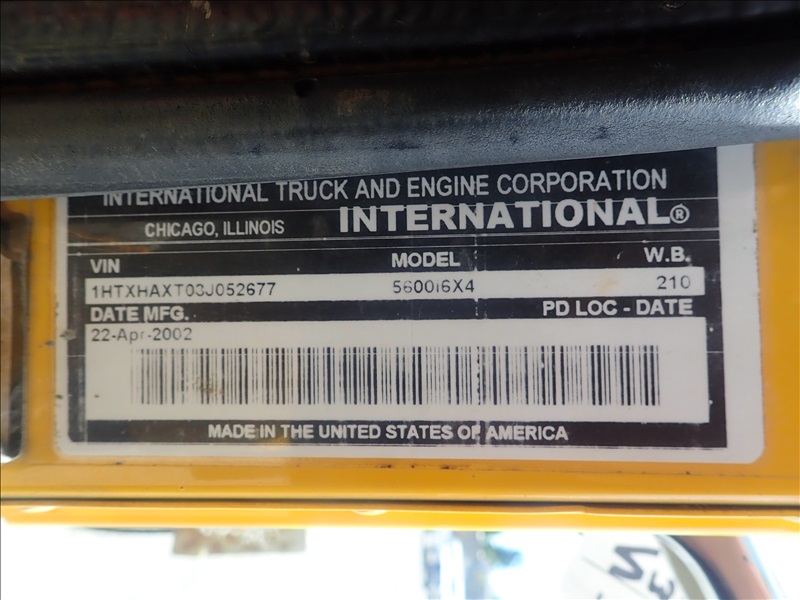 INTERNATIONAL TRUCK AND ENGINE CORPORATION
CHICAGO, ILLINOIS INTERNATIONAL®
VIN MODEL W.B.
1HTXHAXT03J052677 5600i6X4 210
DATE MFG. PD LOC - DATE
22-Apr-2002
MADE IN THE UNITED STATES OF AMERICA